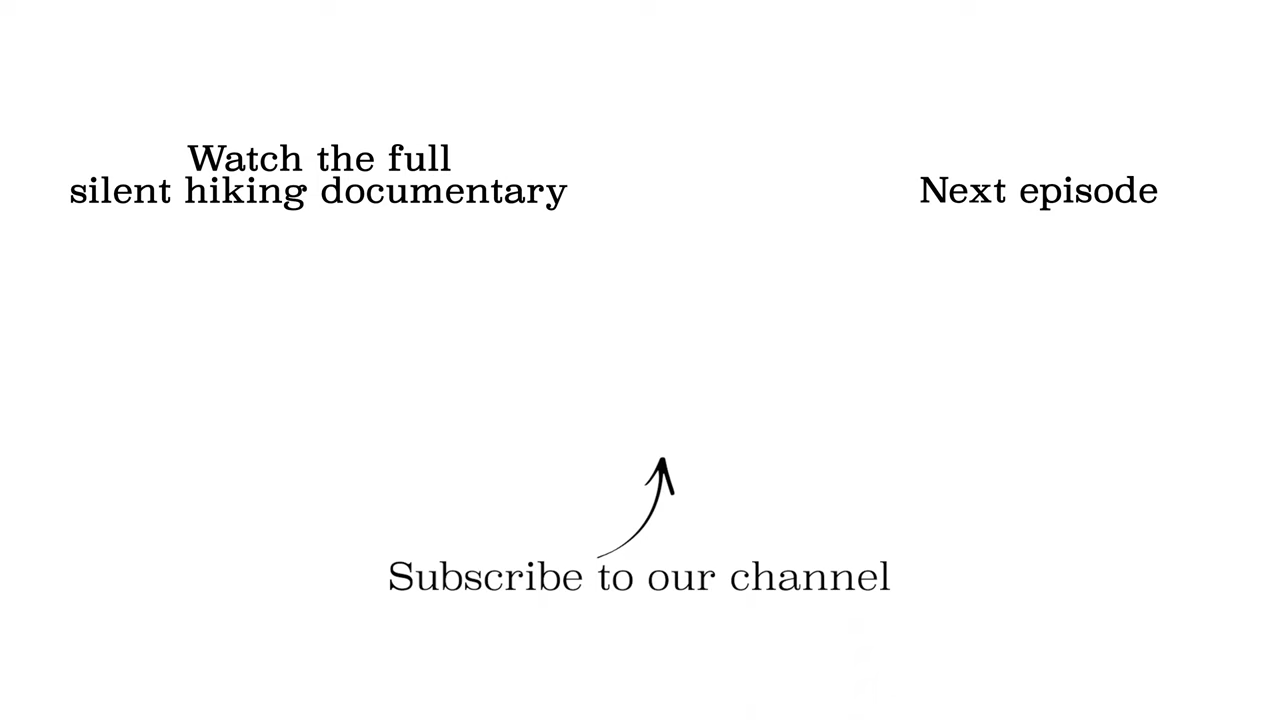 Watch the full
silent hiking documentary
Next episode
Subscribe to our channel